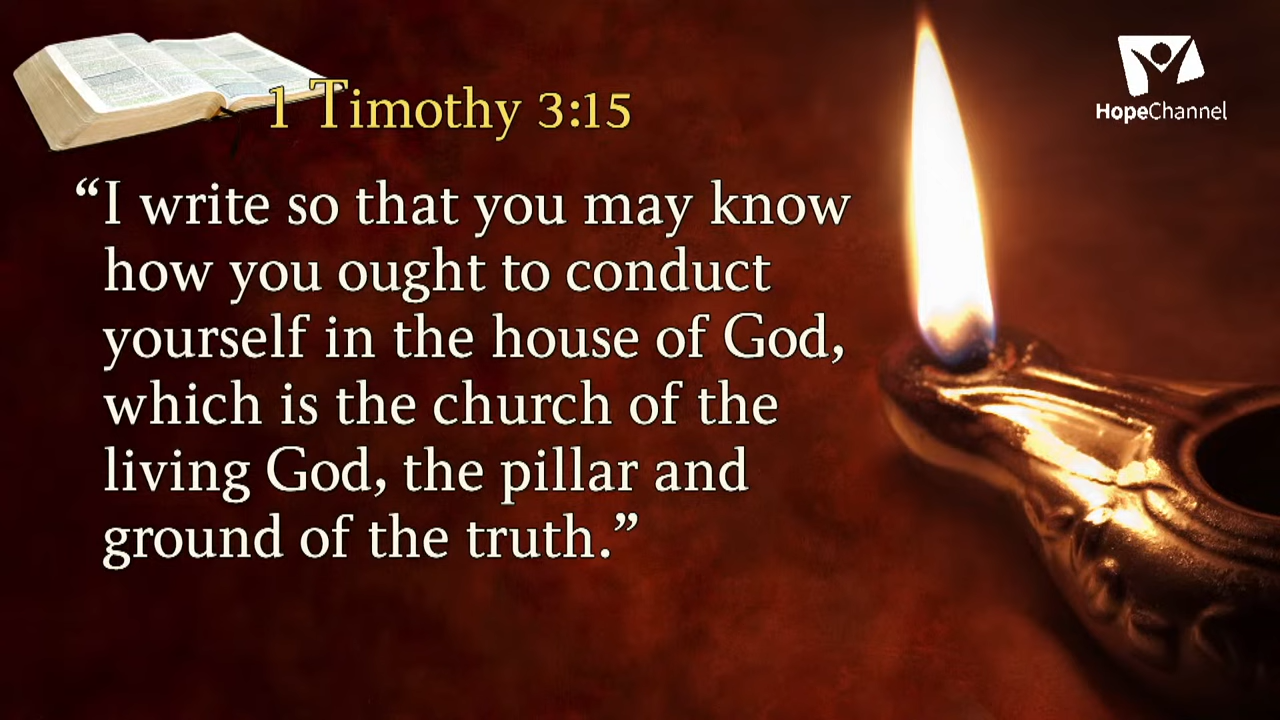 1 Timothy 3:15
HopeChannel
“I write so that you may know
how you ought to conduct
yourself in the house of God,
which is the church of the
living God, the pillar and
ground of the truth.”